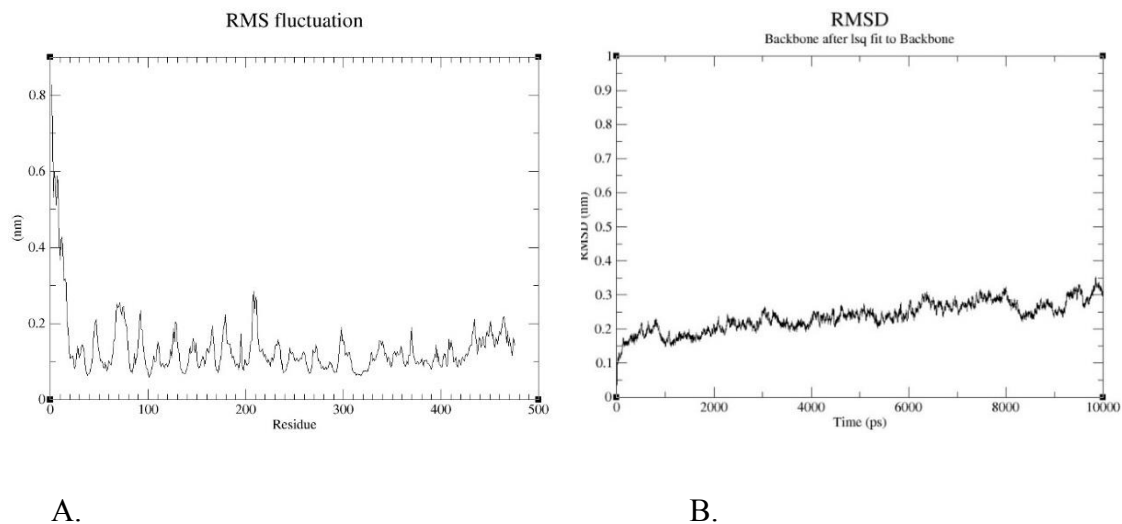 RMS fluctuation
(nm)
0.8
0.6
0.4
0.2
0
0 100 200 300 400 500
Residue
RMSD
Backbone after lsq fit to Backbone
RMSD (nm)
1
0.9
0.8
0.7
0.6
0.5
0.4
0.3
0.2
0.1
0
0 2000 4000 6000 8000 10000
Time (ps)
A. B.